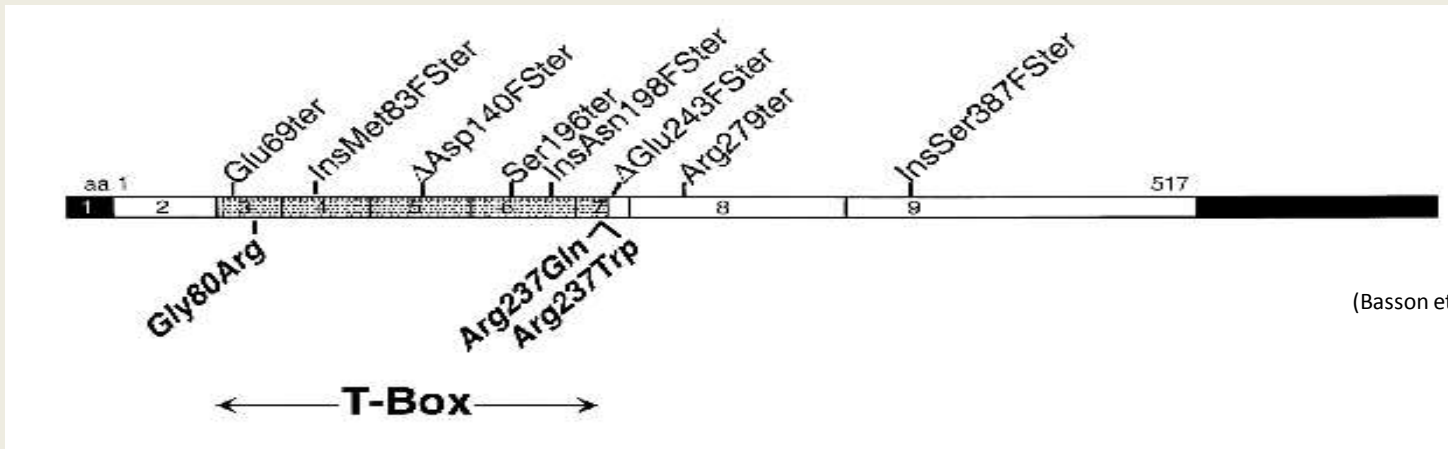 Glu69ter
InsMet83FSter
ΔAsp140FSter
Ser196ter
InsAsn198FSter
ΔGlu243FSter
Arg279ter
InsSer387FSter
aa 1
517
1 2 3 4 5 6 7 8 9
Gly80Arg
Arg237Gln
Arg237Trp
(Basson et
T-Box